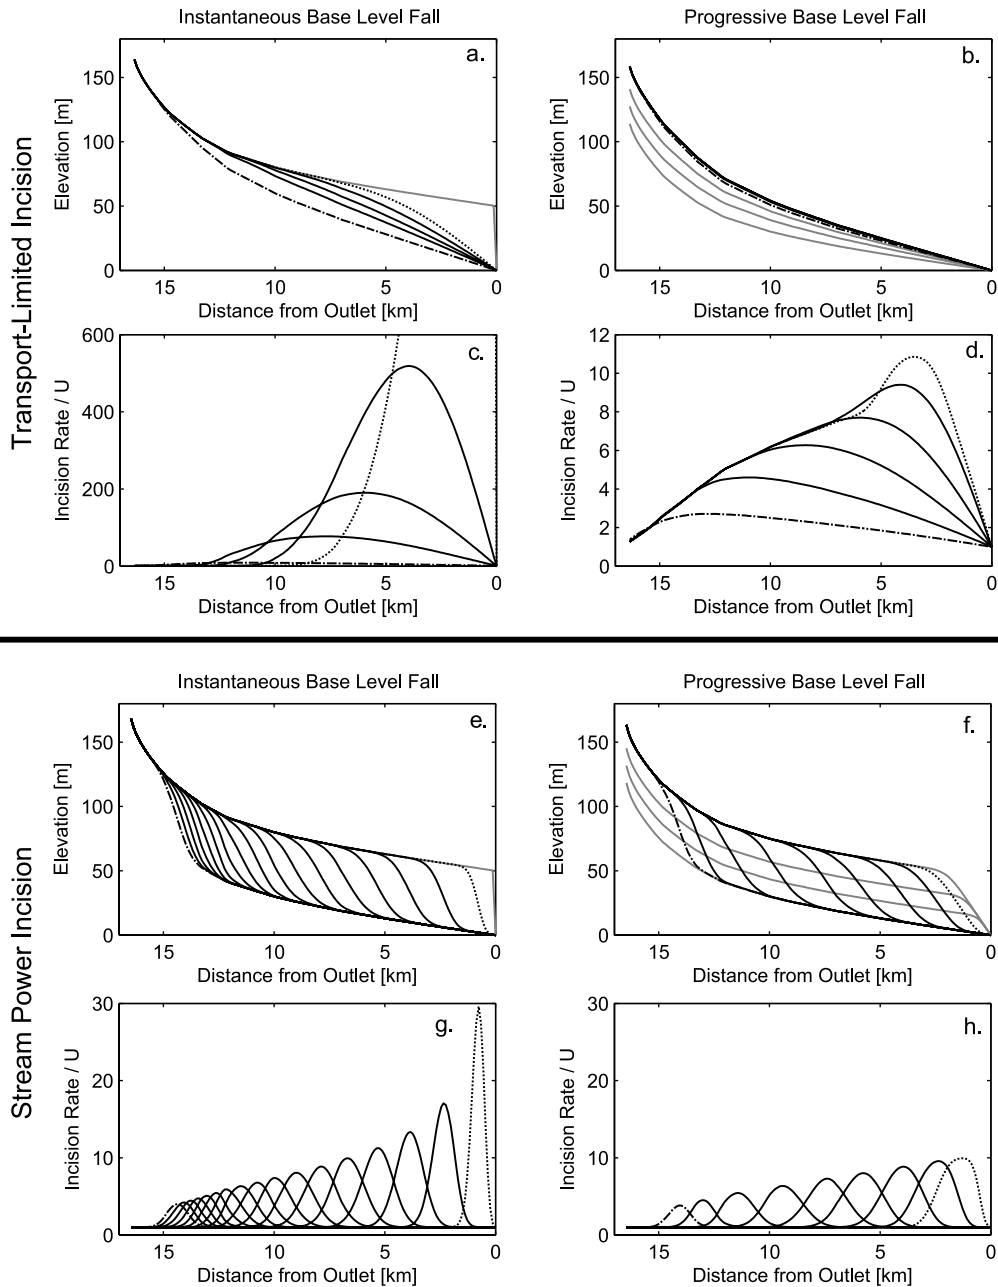 Instantaneous Base Level Fall
Progressive Base Level Fall
Transport-Limited Incision
a.
Elevation [m]
150
100
50
0
15
10
5
0
Distance from Outlet [km]
b.
Elevation [m]
150
100
50
0
15
10
5
0
Distance from Outlet [km]
c.
Incision Rate / U
600
400
200
0
15
10
5
0
Distance from Outlet [km]
d.
Incision Rate / U
12
10
8
6
4
2
0
15
10
5
0
Distance from Outlet [km]
Stream Power Incision
Instantaneous Base Level Fall
Progressive Base Level Fall
e.
Elevation [m]
150
100
50
0
15
10
5
0
Distance from Outlet [km]
f.
Elevation [m]
150
100
50
0
15
10
5
0
Distance from Outlet [km]
g.
Incision Rate / U
30
20
10
0
15
10
5
0
Distance from Outlet [km]
h.
Incision Rate / U
30
20
10
0
15
10
5
0
Distance from Outlet [km]